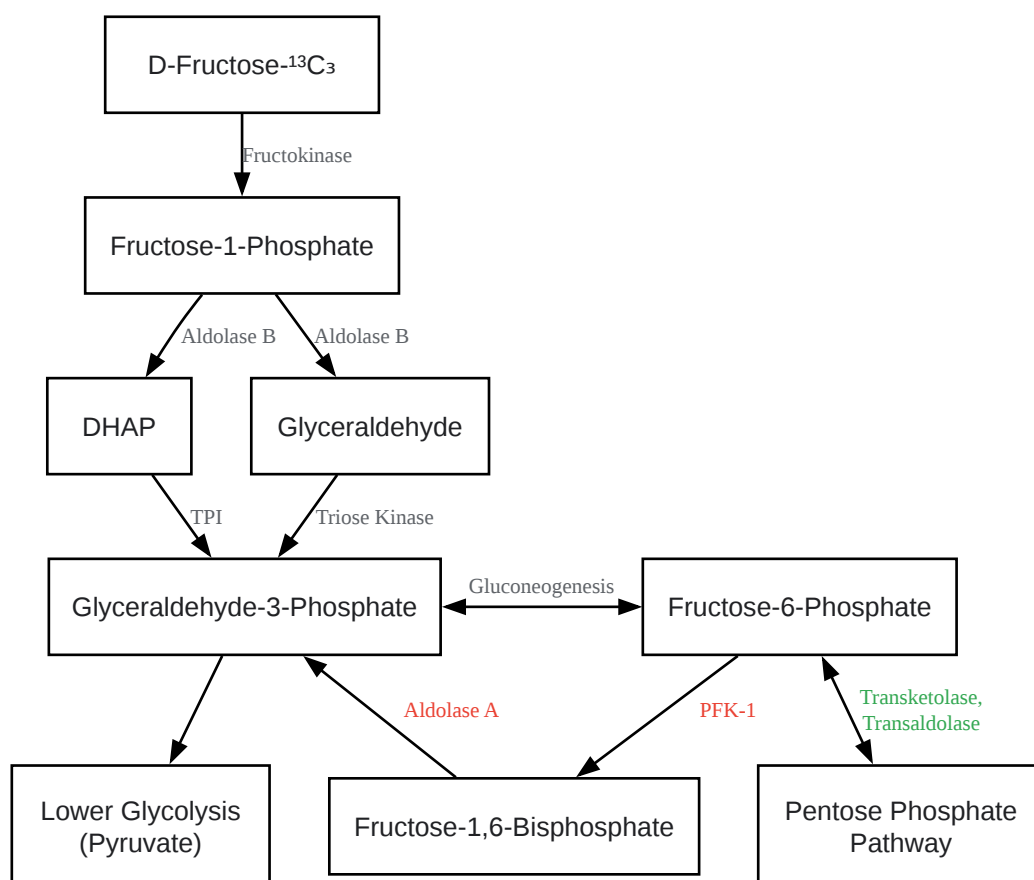 D-Fructose-¹³C₃
Fructokinase
Fructose-1-Phosphate
Aldolase B
Aldolase B
DHAP
Glyceraldehyde
TPI
Triose Kinase
Glyceraldehyde-3-Phosphate
Gluconeogenesis
Fructose-6-Phosphate
Aldolase A
PFK-1
Transketolase,
Transaldolase
Lower Glycolysis
(Pyruvate)
Fructose-1,6-Bisphosphate
Pentose Phosphate
Pathway